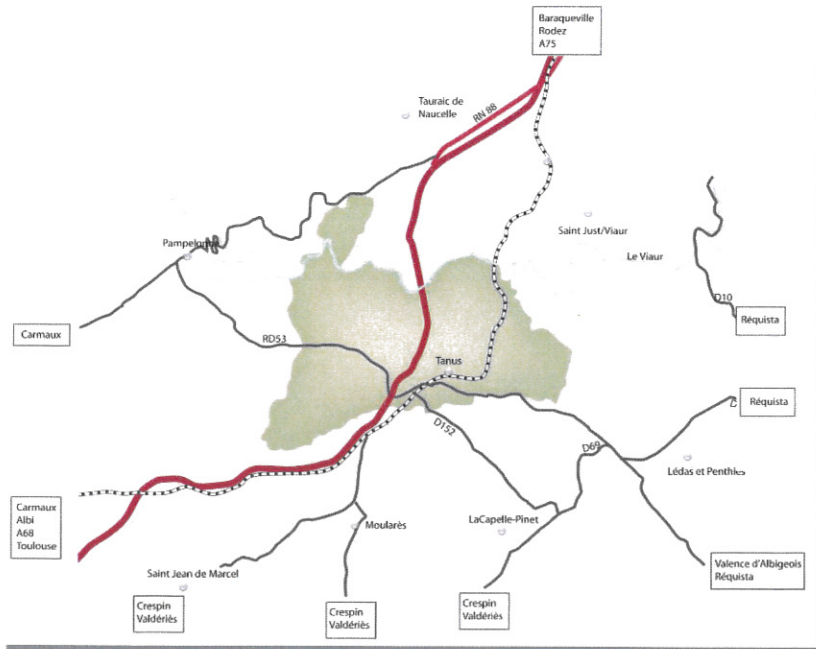 Baraqueville
Rodez
A75
Tauraic de
Naucelle
RN 88
Saint Just/Viaur
Le Viaur
Pampelonne
D10
Réquista
Carmaux
RD53
Tanus
Réquista
D152
D69
Lédas et Penthiès
Carmaux
Albi
A68
Toulouse
LaCapelle-Pinet
Moularès
Valence d'Albigeois
Réquista
Saint Jean de Marcel
Crespin
Valdériès
Crespin
Valdériès
Crespin
Valdériès